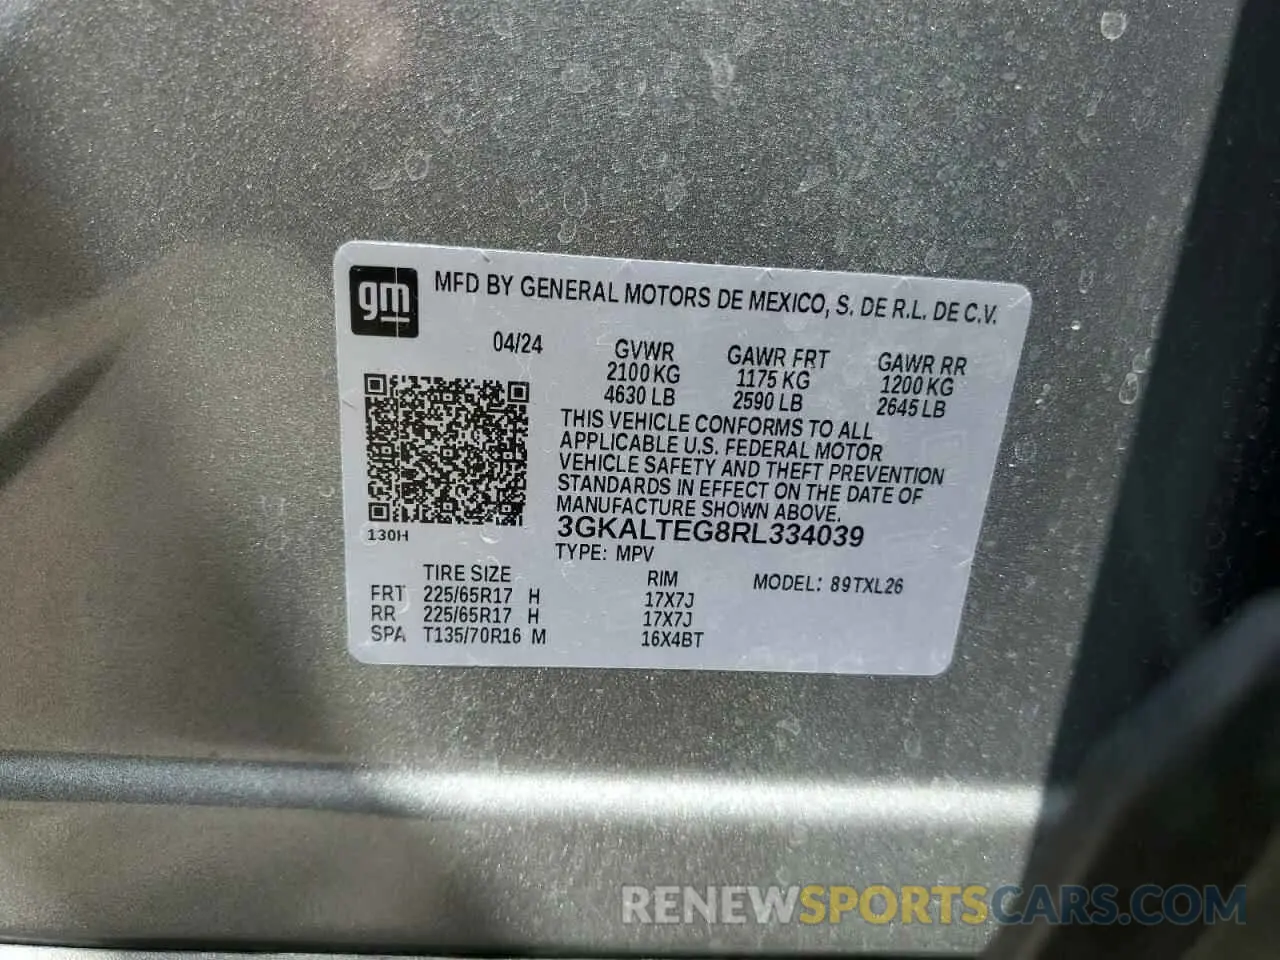 gm
MFD BY GENERAL MOTORS DE MEXICO, S. DE R.L. DE C.V.
04/24
GVWR GAWR FRT GAWR RR
2100 KG 1175 KG 1200 KG
4630 LB 2590 LB 2645 LB
THIS VEHICLE CONFORMS TO ALL
APPLICABLE U.S. FEDERAL MOTOR
VEHICLE SAFETY AND THEFT PREVENTION
STANDARDS IN EFFECT ON THE DATE OF
MANUFACTURE SHOWN ABOVE.
3GKALTEG8RL334039
130H
TYPE: MPV
TIRE SIZE RIM MODEL: 89TXL26
FRT 225/65R17 H 17X7J
RR 225/65R17 H 17X7J
SPA T135/70R16 M 16X4BT
RENEWSPORTSCARS.COM